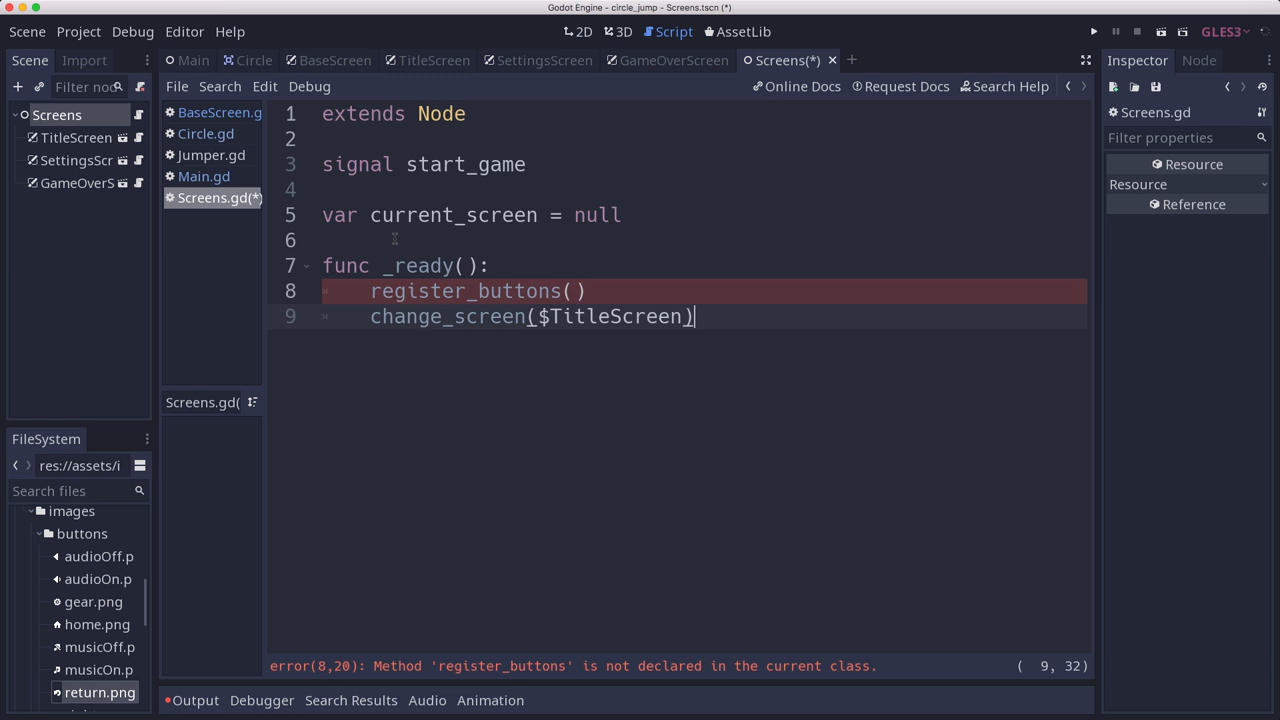 Godot Engine - circle_jump - Screens.tscn (*)
Scene Project Debug Editor Help
2D 3D Script AssetLib
GLES3
Scene Import
Main Circle BaseScreen TitleScreen SettingsScreen GameOverScreen Screens(*)
Inspector Node
Filter nod
File Search Edit Debug
Online Docs Request Docs Search Help
Screens
TitleScreen
SettingsScr
GameOverS
BaseScreen.g
Circle.gd
Jumper.gd
Main.gd
Screens.gd(*)
Screens.gd(
1 extends Node
2
3 signal start_game
4
5 var current_screen = null
6
7 func _ready():
8 register_buttons()
9 change_screen($TitleScreen)
Screens.gd
Filter properties
Resource
Resource
Reference
FileSystem
res://assets/i
Search files
images
buttons
audioOff.p
audioOn.p
gear.png
home.png
musicOff.p
musicOn.p
return.png
error(8,20): Method 'register_buttons' is not declared in the current class.
( 9, 32)
Output Debugger Search Results Audio Animation